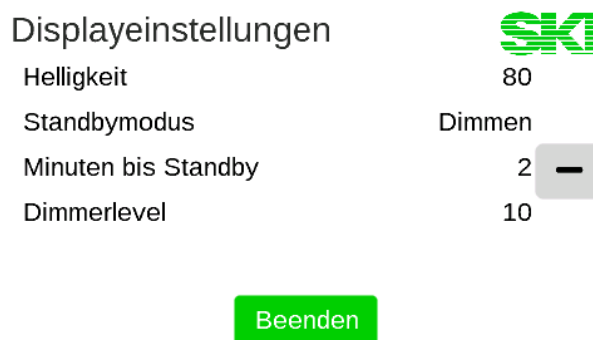 Displayeinstellungen
Helligkeit 80
Standbymodus Dimmen
Minuten bis Standby 2
Dimmerlevel 10
Beenden